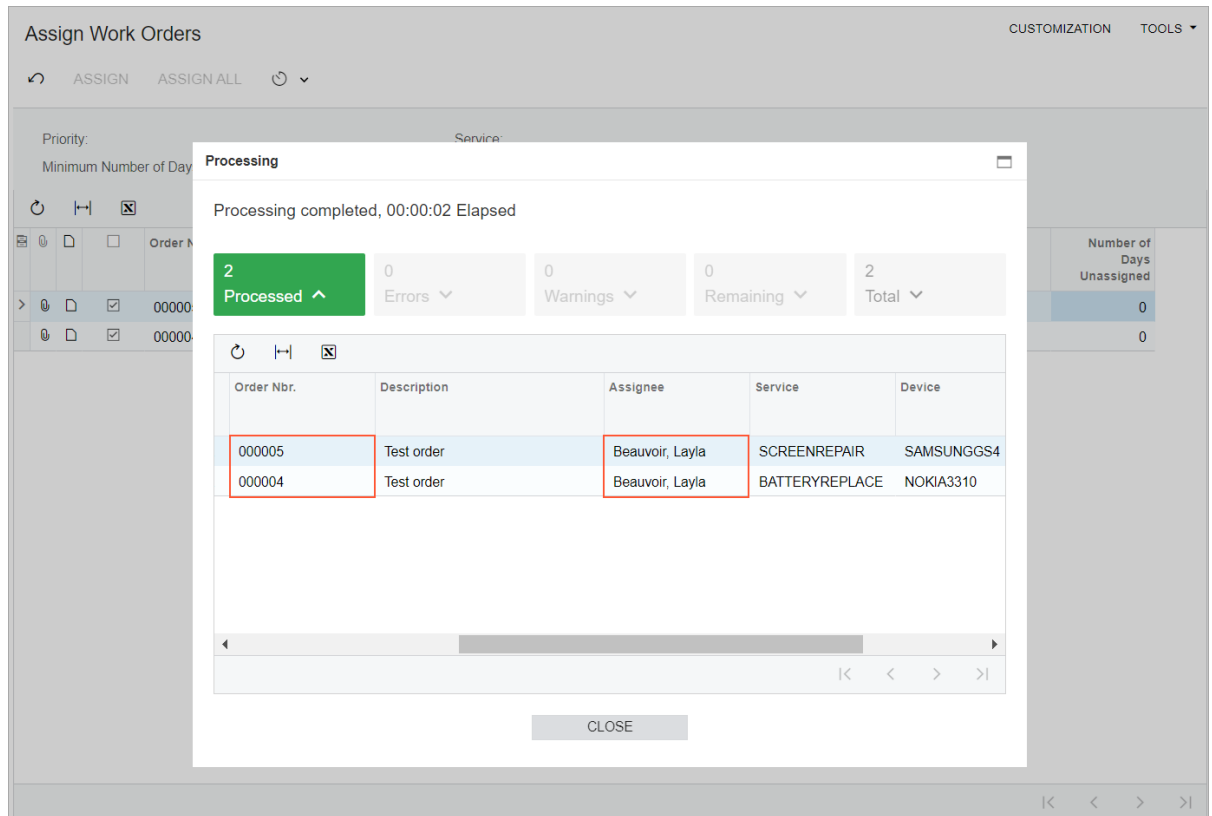 Assign Work Orders
CUSTOMIZATION TOOLS
ASSIGN ASSIGN ALL
Priority: Service:
Minimum Number of Day
Processing
Processing completed, 00:00:02 Elapsed
2 0 0 0 2
Processed Errors Warnings Remaining Total
Order N
Number of
Days
Unassigned
Order Nbr. Description Assignee Service Device
00000 0
00000 0
000005 Test order Beauvoir, Layla SCREENREPAIR SAMSUNGGS4
000004 Test order Beauvoir, Layla BATTERYREPLACE NOKIA3310
CLOSE